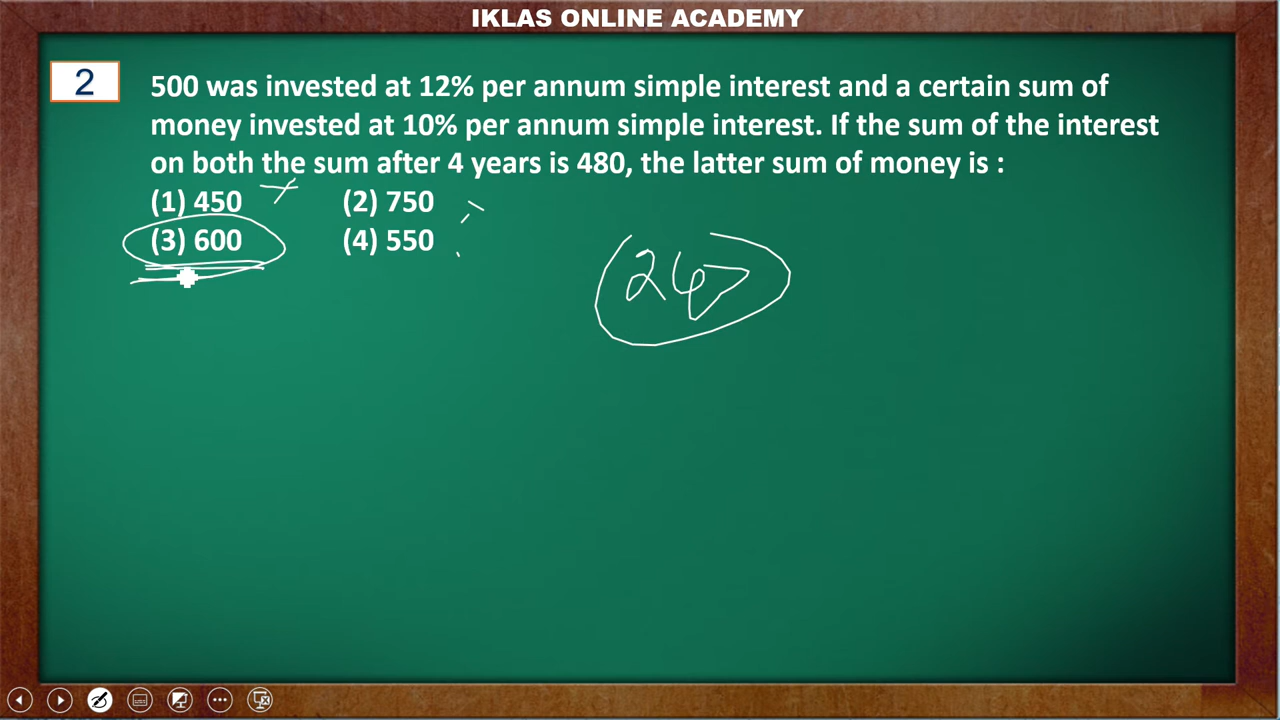 IKLAS ONLINE ACADEMY
2
500 was invested at 12% per annum simple interest and a certain sum of
money invested at 10% per annum simple interest. If the sum of the interest
on both the sum after 4 years is 480, the latter sum of money is :
(1) 450 (2) 750
(3) 600 (4) 550
240